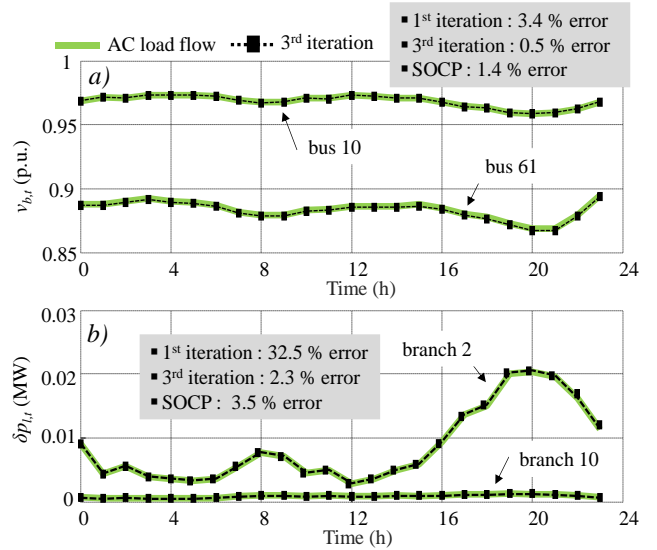 AC load flow
3rd iteration
1st iteration : 3.4 % error
3rd iteration : 0.5 % error
SOCP : 1.4 % error
a)
1
0.95
0.9
0.85
v_b,t (p.u.)
bus 10
bus 61
0 4 8 12 16 20 24
Time (h)
b)
0.03
0.02
0.01
0
δp_l,t (MW)
1st iteration : 32.5 % error
3rd iteration : 2.3 % error
SOCP : 3.5 % error
branch 2
branch 10
0 4 8 12 16 20 24
Time (h)